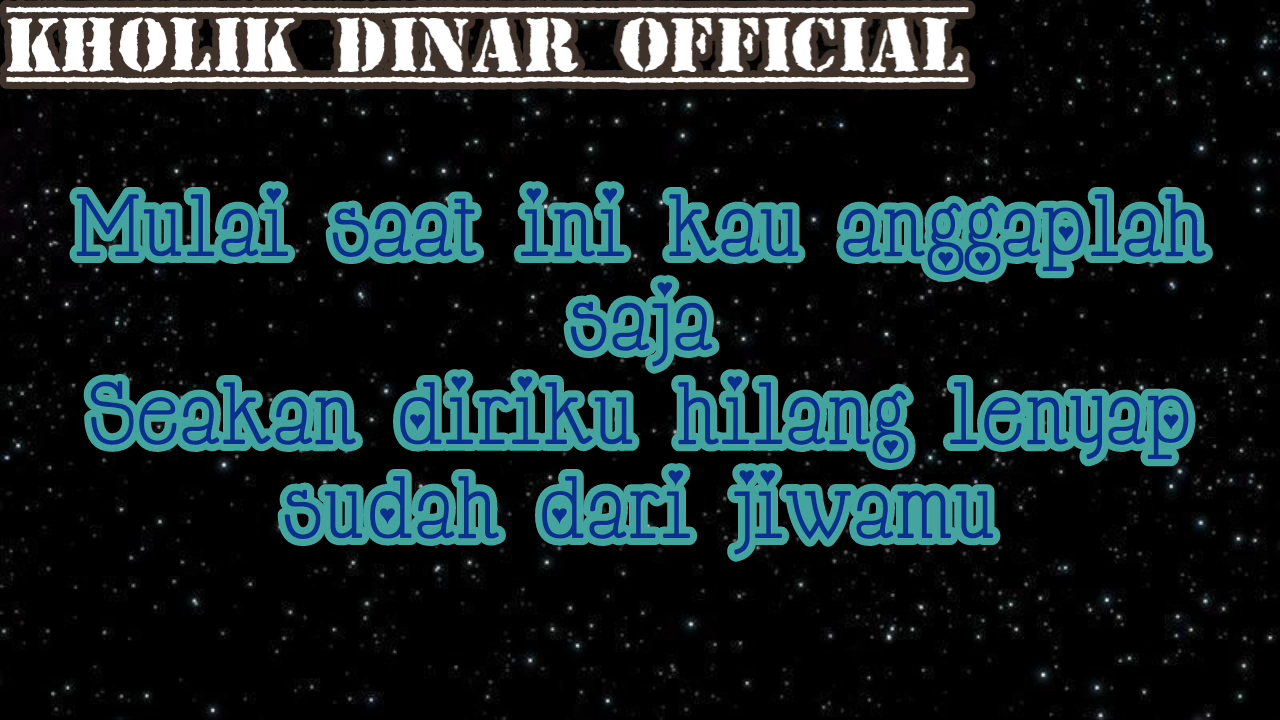 KHOLIK DINAR OFFICIAL
Mulai saat ini kau anggaplah
saja
Seakan diriku hilang lenyap
sudah dari jiwamu